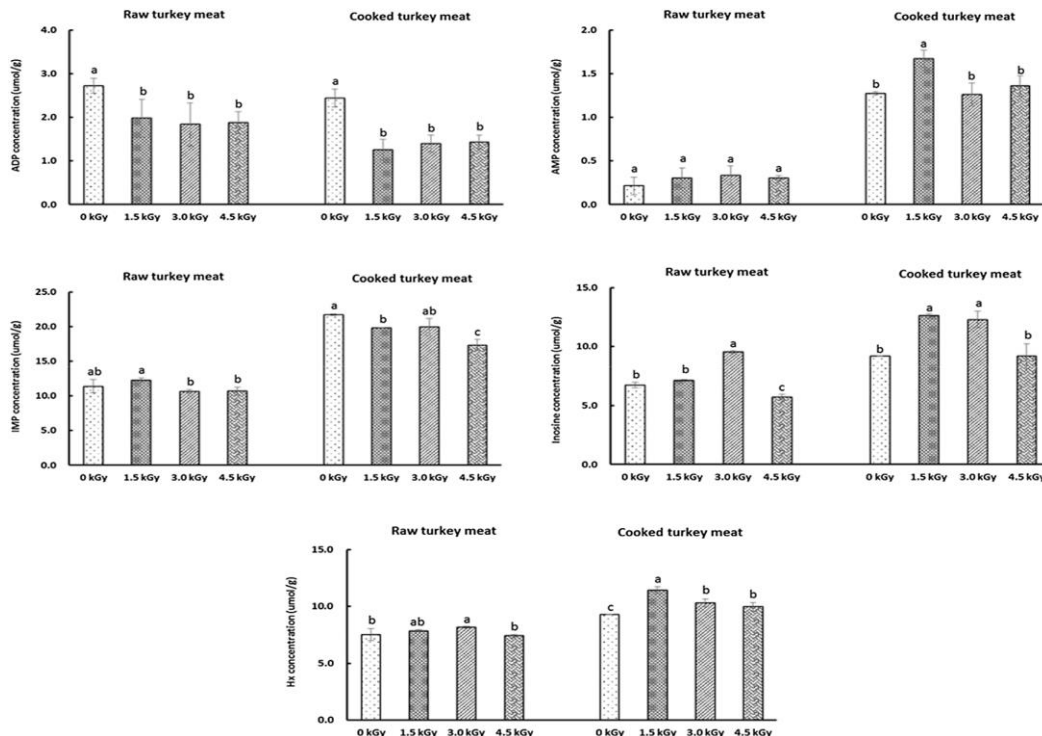 Raw turkey meat Cooked turkey meat
ADP concentration (umol/g)
4.0
3.0
2.0
1.0
0.0
a b b b a b b b
0 kGy 1.5 kGy 3.0 kGy 4.5 kGy 0 kGy 1.5 kGy 3.0 kGy 4.5 kGy
Raw turkey meat Cooked turkey meat
AMP concentration (umol/g)
2.0
1.5
1.0
0.5
0.0
a a a a b a b b
0 kGy 1.5 kGy 3.0 kGy 4.5 kGy 0 kGy 1.5 kGy 3.0 kGy 4.5 kGy
Raw turkey meat Cooked turkey meat
IMP concentration (umol/g)
25.0
20.0
15.0
10.0
5.0
0.0
ab a b b a b ab c
0 kGy 1.5 kGy 3.0 kGy 4.5 kGy 0 kGy 1.5 kGy 3.0 kGy 4.5 kGy
Raw turkey meat Cooked turkey meat
Inosine concentration (umol/g)
15.0
10.0
5.0
0.0
b b a c b a a b
0 kGy 1.5 kGy 3.0 kGy 4.5 kGy 0 kGy 1.5 kGy 3.0 kGy 4.5 kGy
Raw turkey meat Cooked turkey meat
Hx concentration (umol/g)
15.0
10.0
5.0
0.0
b ab a b c a b b
0 kGy 1.5 kGy 3.0 kGy 4.5 kGy 0 kGy 1.5 kGy 3.0 kGy 4.5 kGy